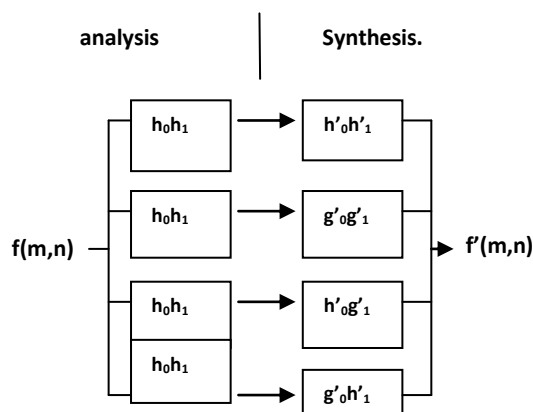 analysis Synthesis.
h₀h₁ h’₀h’₁
h₀h₁ g’₀g’₁
f(m,n) f’(m,n)
h₀h₁ h’₀g’₁
h₀h₁
g’₀h’₁